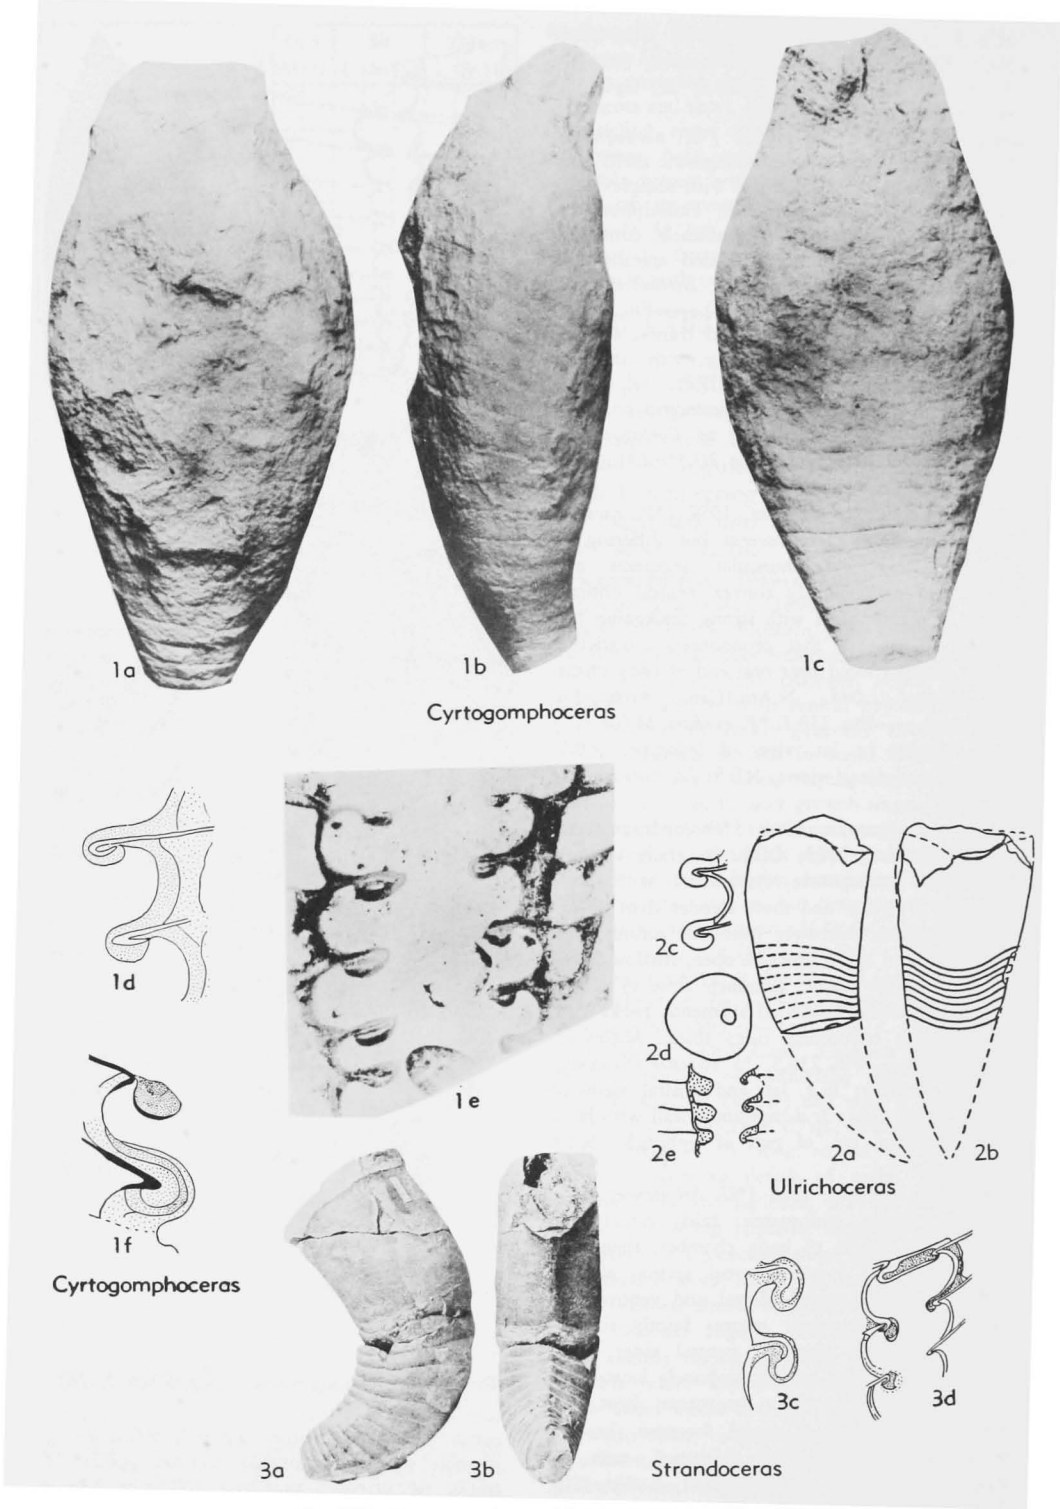 1a
1b
1c
Cyrtogomphoceras
1d
1e
2c
2d
2e
2a
2b
Ulrichoceras
1f
Cyrtogomphoceras
3c
3d
3a
3b
Strandoceras